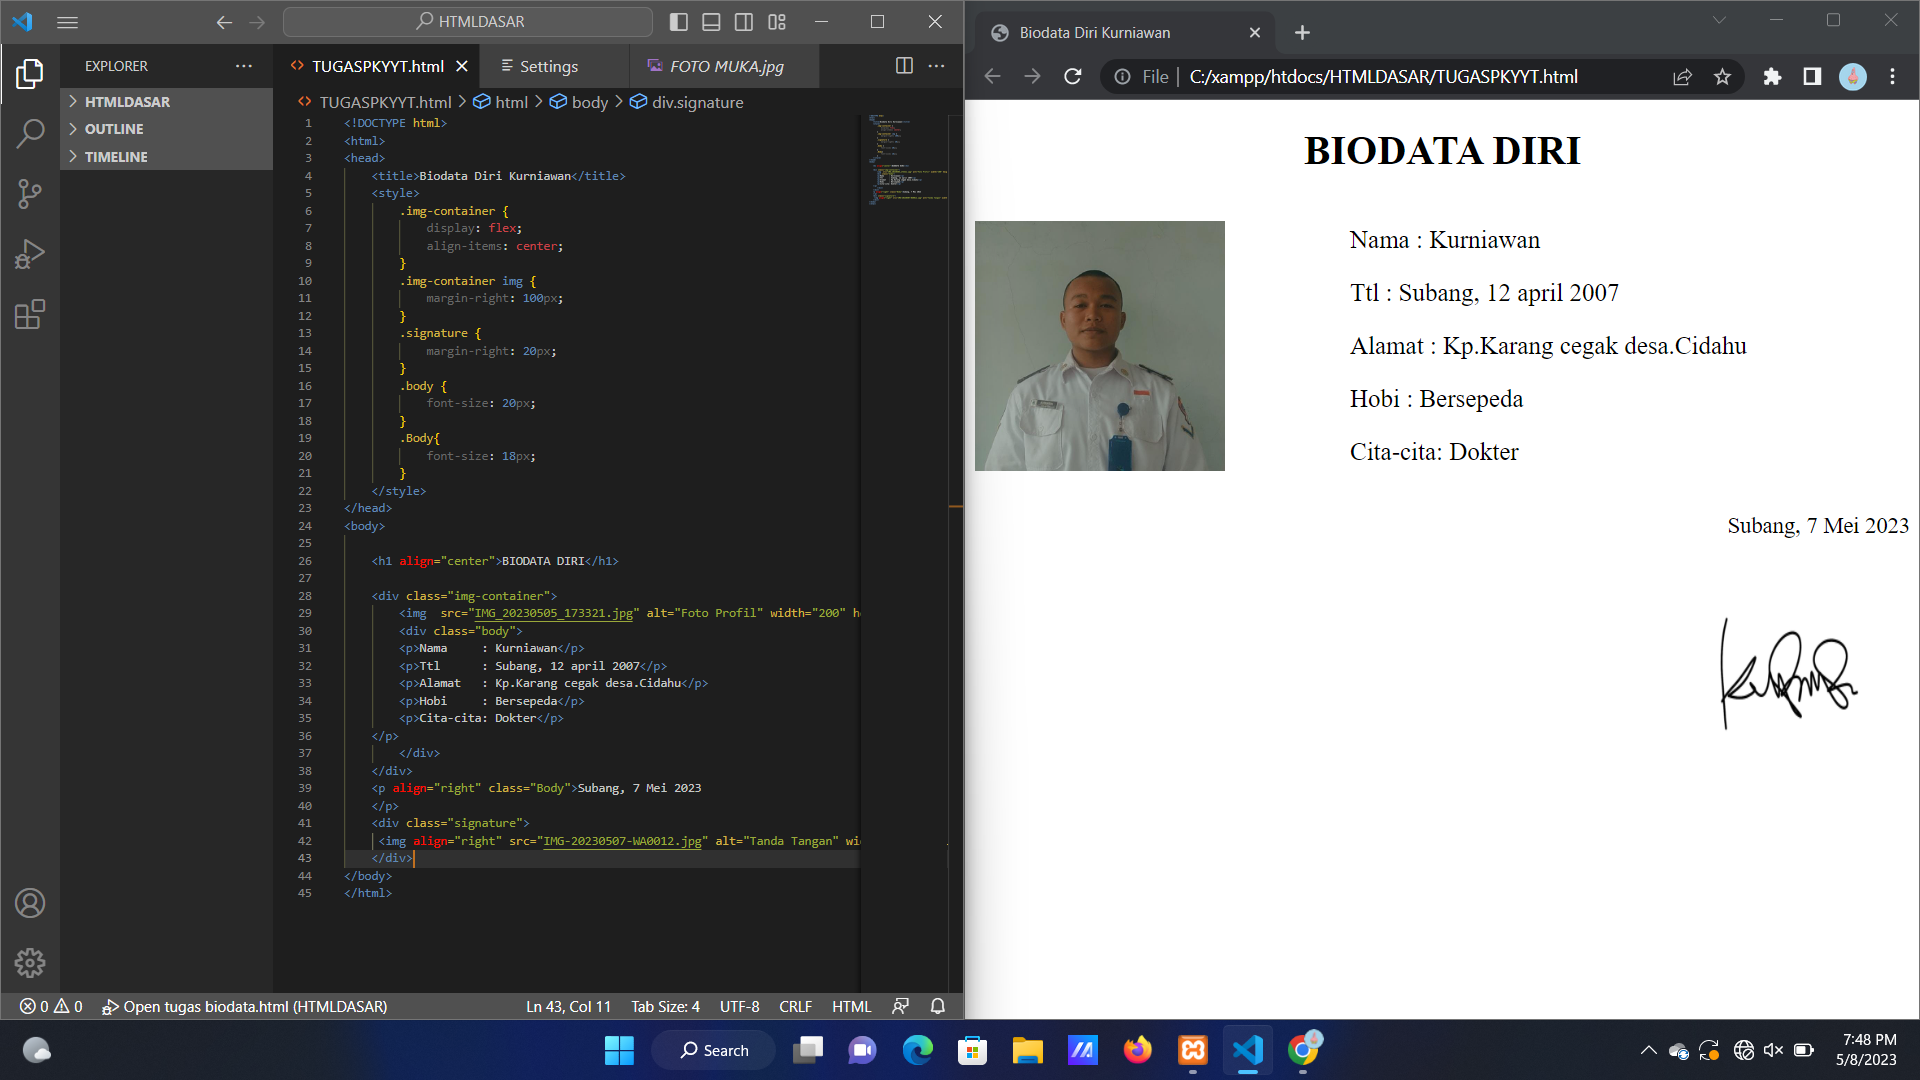 HTMLDASAR
EXPLORER
HTMLDASAR
OUTLINE
TIMELINE
TUGASPKYYT.html
Settings
FOTO MUKA.jpg
TUGASPKYYT.html > html > body > div.signature
1 <!DOCTYPE html>
2 <html>
3 <head>
4 <title>Biodata Diri Kurniawan</title>
5 <style>
6 .img-container {
7 display: flex;
8 align-items: center;
9 }
10 .img-container img {
11 margin-right: 100px;
12 }
13 .signature {
14 margin-right: 20px;
15 }
16 .body {
17 font-size: 20px;
18 }
19 .Body{
20 font-size: 18px;
21 }
22 </style>
23 </head>
24 <body>
25
26 <h1 align="center">BIODATA DIRI</h1>
27
28 <div class="img-container">
29 <img  src="IMG_20230505_173321.jpg" alt="Foto Profil" width="200" h
30 <div class="body">
31 <p>Nama     : Kurniawan</p>
32 <p>Ttl      : Subang, 12 april 2007</p>
33 <p>Alamat   : Kp.Karang cegak desa.Cidahu</p>
34 <p>Hobi     : Bersepeda</p>
35 <p>Cita-cita: Dokter</p>
36 </p>
37 </div>
38 </div>
39 <p align="right" class="Body">Subang, 7 Mei 2023
40 </p>
41 <div class="signature">
42 <img align="right" src="IMG-20230507-WA0012.jpg" alt="Tanda Tangan" wi
43 </div>
44 </body>
45 </html>
0 0
Open tugas biodata.html (HTMLDASAR)
Ln 43, Col 11
Tab Size: 4
UTF-8
CRLF
HTML
Biodata Diri Kurniawan
File | C:/xampp/htdocs/HTMLDASAR/TUGASPKYYT.html
BIODATA DIRI
Nama : Kurniawan
Ttl : Subang, 12 april 2007
Alamat : Kp.Karang cegak desa.Cidahu
Hobi : Bersepeda
Cita-cita: Dokter
Subang, 7 Mei 2023
Search
7:48 PM
5/8/2023